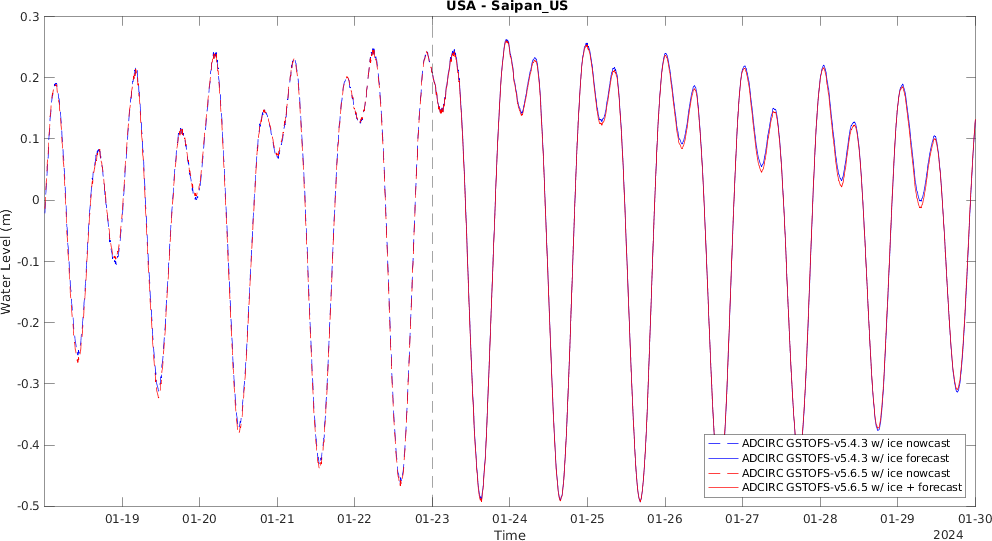 USA - Saipan_US
Water Level (m)
0.3
0.2
0.1
0
-0.1
-0.2
-0.3
-0.4
-0.5
ADCIRC GSTOFS-v5.4.3 w/ ice nowcast
ADCIRC GSTOFS-v5.4.3 w/ ice forecast
ADCIRC GSTOFS-v5.6.5 w/ ice nowcast
ADCIRC GSTOFS-v5.6.5 w/ ice + forecast
01-19 01-20 01-21 01-22 01-23 01-24 01-25 01-26 01-27 01-28 01-29 01-30
Time
2024